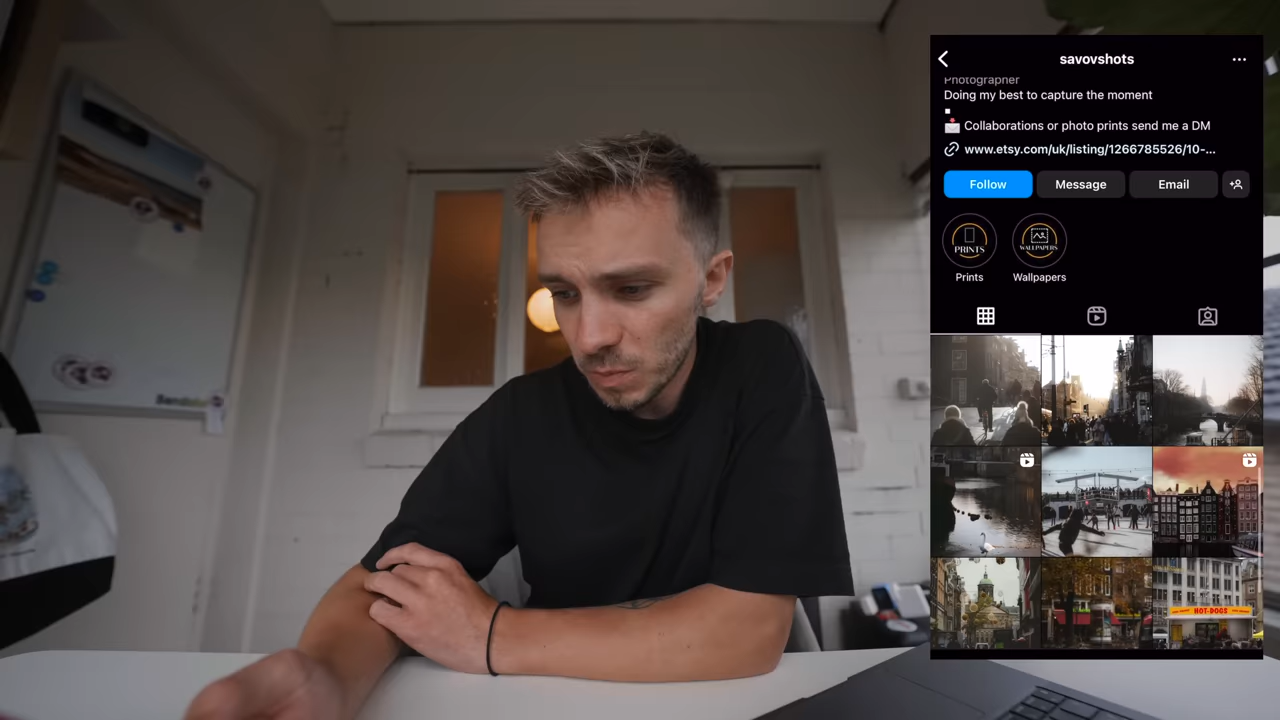 savovshots
Photographer
Doing my best to capture the moment
Collaborations or photo prints send me a DM
www.etsy.com/uk/listing/1266785526/10-...
Follow
Message
Email
PRINTS
WALLPAPERS
Prints
Wallpapers
HOT-DOGS